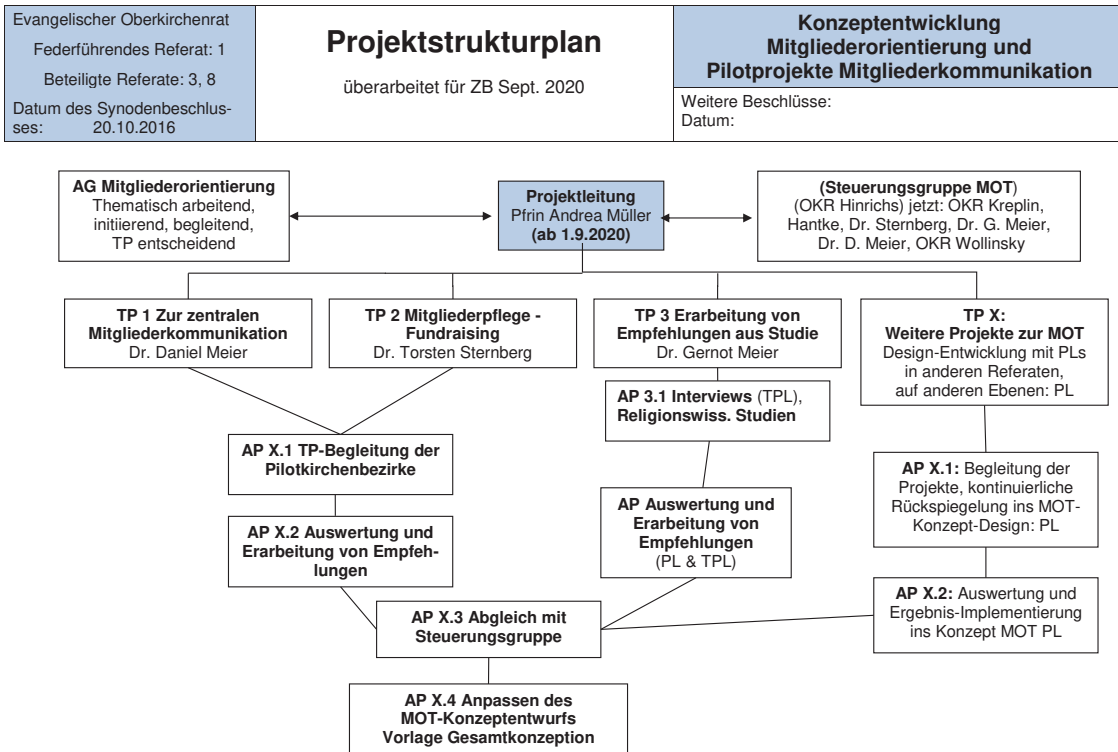 Evangelischer Oberkirchenrat
Federführendes Referat: 1
Beteiligte Referate: 3, 8
Datum des Synodenbeschlus-
ses: 20.10.2016
Projektstrukturplan
überarbeitet für ZB Sept. 2020
Konzeptentwicklung
Mitgliederorientierung und
Pilotprojekte Mitgliederkommunikation
Weitere Beschlüsse:
Datum:
AG Mitgliederorientierung
Thematisch arbeitend,
initiierend, begleitend,
TP entscheidend
Projektleitung
Pfrin Andrea Müller
(ab 1.9.2020)
(Steuerungsgruppe MOT)
(OKR Hinrichs) jetzt: OKR Kreplin,
Hantke, Dr. Sternberg, Dr. G. Meier,
Dr. D. Meier, OKR Wollinsky
TP 1 Zur zentralen
Mitgliederkommunikation
Dr. Daniel Meier
TP 2 Mitgliederpflege -
Fundraising
Dr. Torsten Sternberg
TP 3 Erarbeitung von
Empfehlungen aus Studie
Dr. Gernot Meier
TP X:
Weitere Projekte zur MOT
Design-Entwicklung mit PLs
in anderen Referaten,
auf anderen Ebenen: PL
AP 3.1 Interviews (TPL),
Religionswiss. Studien
AP X.1 TP-Begleitung der
Pilotkirchenbezirke
AP X.1: Begleitung der
Projekte, kontinuierliche
Rückspiegelung ins MOT-
Konzept-Design: PL
AP X.2 Auswertung und
Erarbeitung von Empfeh-
lungen
AP Auswertung und
Erarbeitung von
Empfehlungen
(PL & TPL)
AP X.2: Auswertung und
Ergebnis-Implementierung
ins Konzept MOT PL
AP X.3 Abgleich mit
Steuerungsgruppe
AP X.4 Anpassen des
MOT-Konzeptentwurfs
Vorlage Gesamtkonzeption